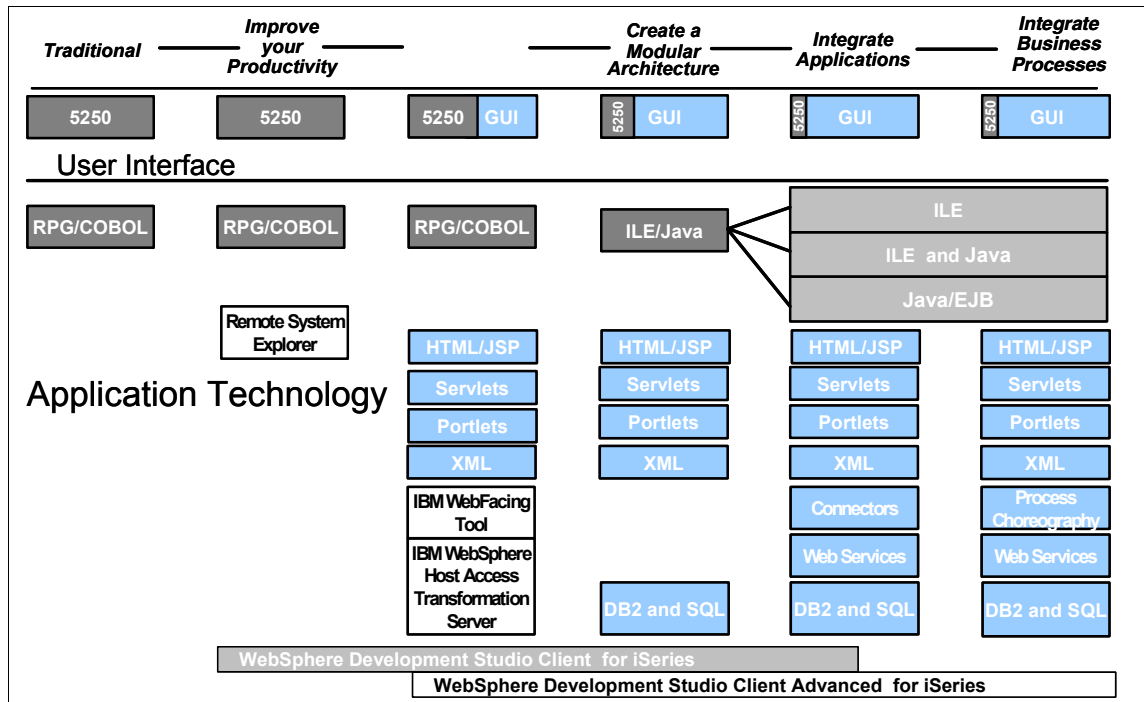 Traditional
Improve
your
Productivity
Create a
Modular
Architecture
Integrate
Applications
Integrate
Business
Processes
5250
5250
5250 GUI
5250 GUI
5250 GUI
5250 GUI
User Interface
RPG/COBOL
RPG/COBOL
RPG/COBOL
ILE/Java
ILE
ILE and Java
Java/EJB
Remote System
Explorer
HTML/JSP
HTML/JSP
HTML/JSP
HTML/JSP
Application Technology
Servlets
Servlets
Servlets
Servlets
Portlets
Portlets
Portlets
Portlets
XML
XML
XML
XML
IBM WebFacing
Tool
Connectors
Process
Choreography
IBM WebSphere
Host Access
Transformation
Server
Web Services
Web Services
DB2 and SQL
DB2 and SQL
DB2 and SQL
WebSphere Development Studio Client for iSeries
WebSphere Development Studio Client Advanced for iSeries